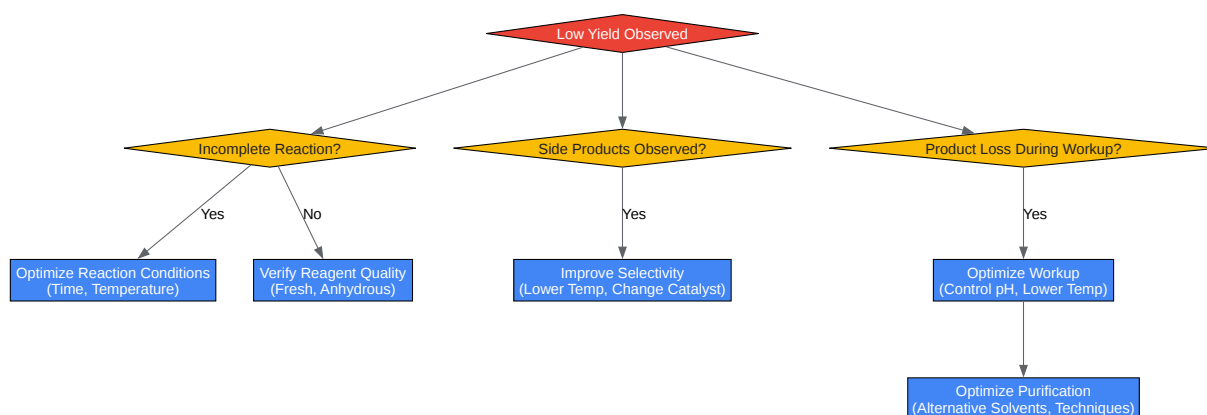 Low Yield Observed
Incomplete Reaction?
Side Products Observed?
Product Loss During Workup?
Yes
No
Yes
Yes
Optimize Reaction Conditions
(Time, Temperature)
Verify Reagent Quality
(Fresh, Anhydrous)
Improve Selectivity
(Lower Temp, Change Catalyst)
Optimize Workup
(Control pH, Lower Temp)
Optimize Purification
(Alternative Solvents, Techniques)